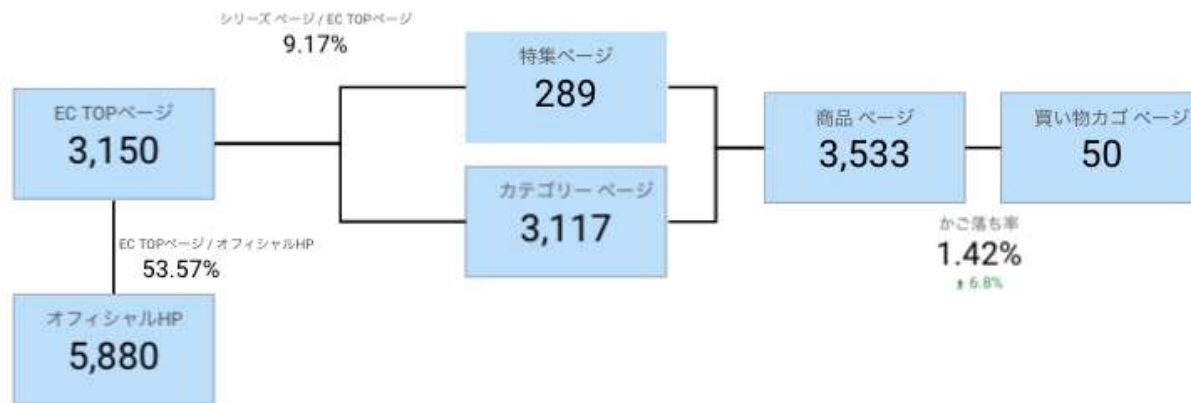 シリーズ ページ / EC TOPページ
9.17%
特集ページ
289
EC TOPページ
3,150
商品 ページ
3,533
買い物カゴ ページ
50
カテゴリー ページ
3,117
かご落ち率
1.42%
6.8%
EC TOPページ / オフィシャルHP
53.57%
オフィシャルHP
5,880